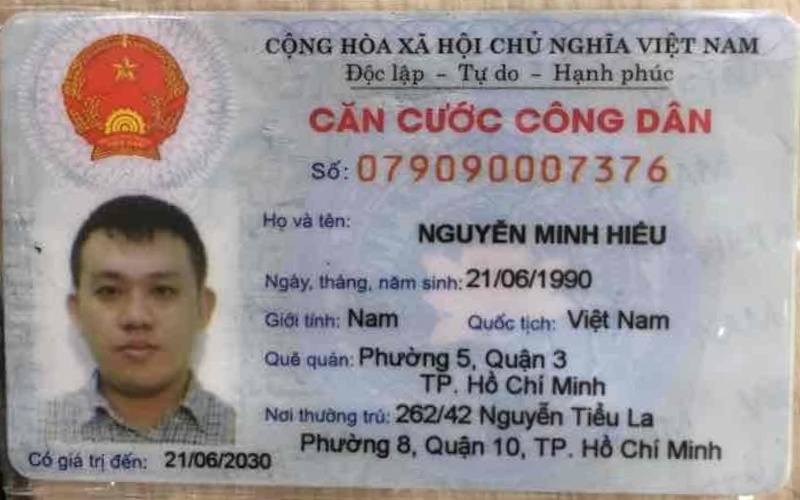 CỘNG HÒA XÃ HỘI CHỦ NGHĨA VIỆT NAM
Độc lập - Tự do - Hạnh phúc
CĂN CƯỚC CÔNG DÂN
Số: 079090007376
Họ và tên: NGUYỄN MINH HIẾU
Ngày, tháng, năm sinh: 21/06/1990
Giới tính: Nam Quốc tịch: Việt Nam
Quê quán: Phường 5, Quận 3
TP. Hồ Chí Minh
Nơi thường trú: 262/42 Nguyễn Tiểu La
Phường 8, Quận 10, TP. Hồ Chí Minh
Có giá trị đến: 21/06/2030